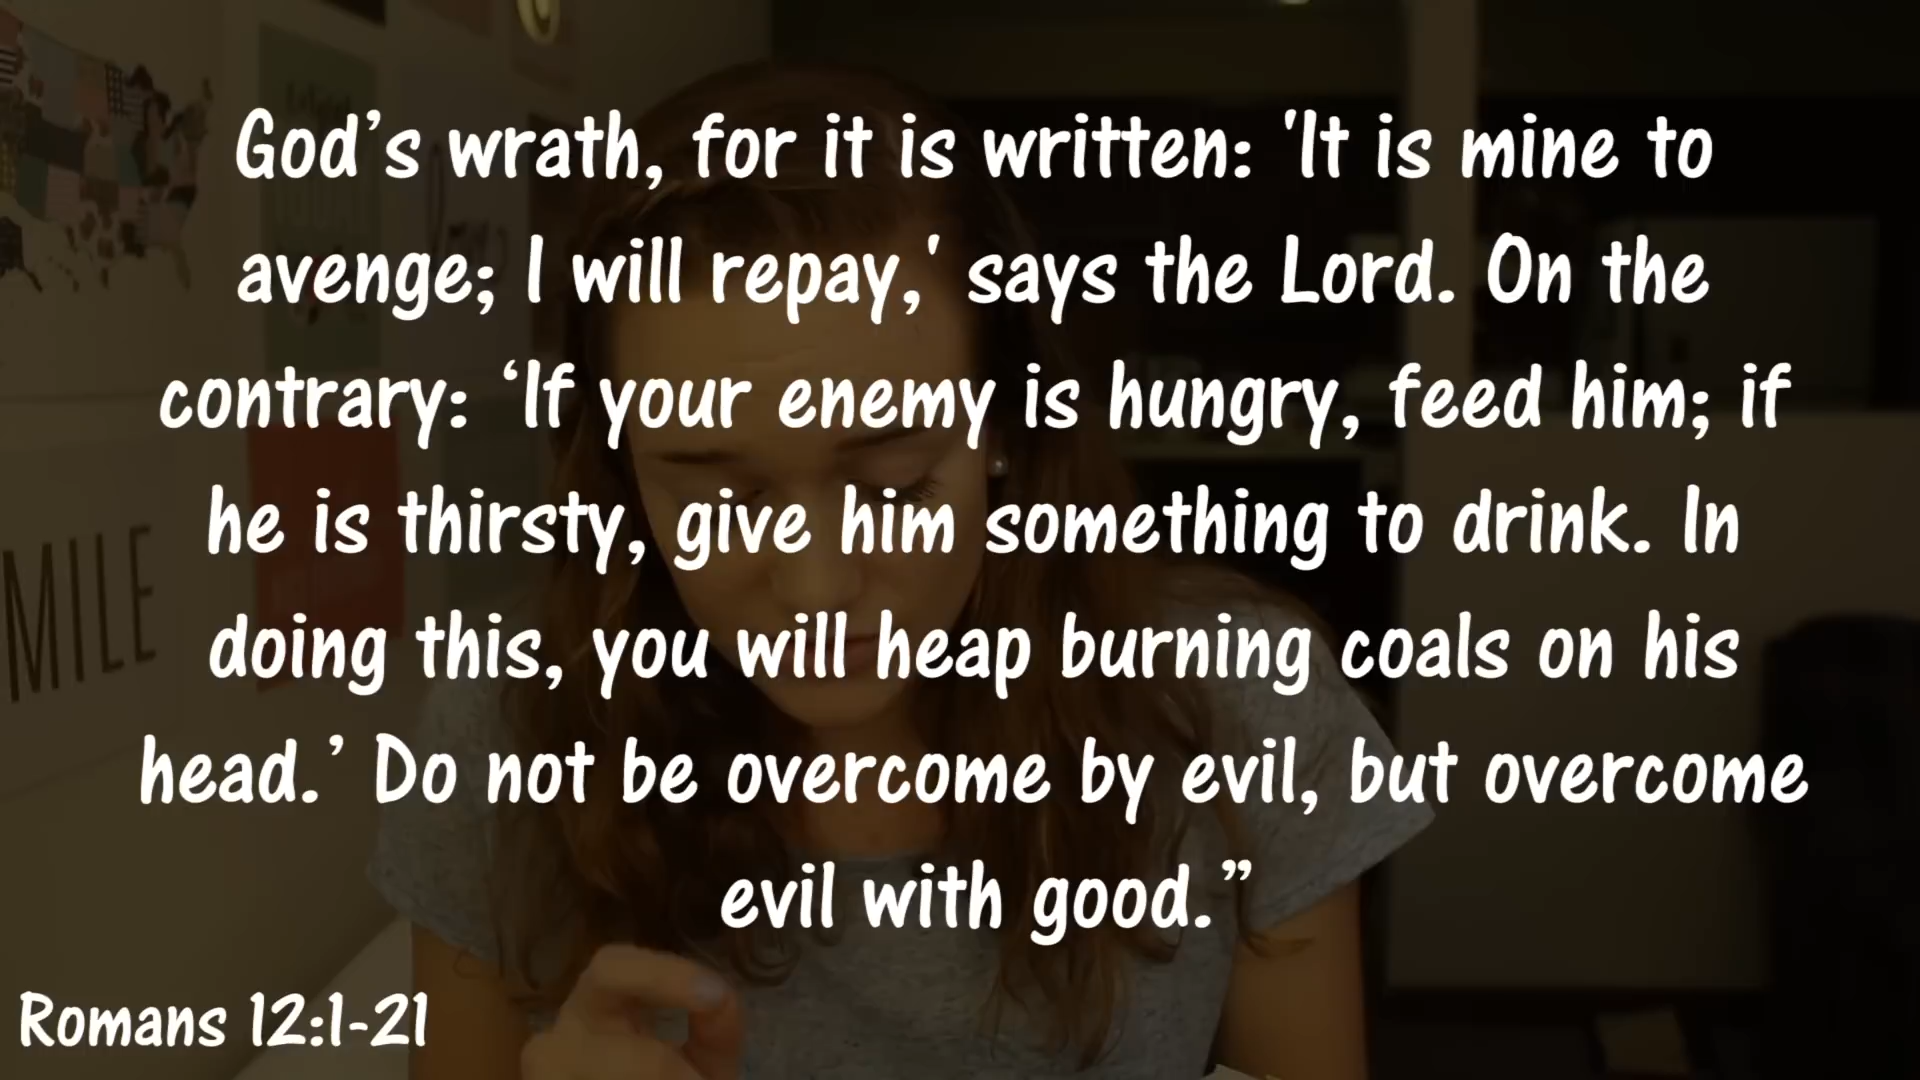 God’s wrath, for it is written: 'It is mine to
avenge; I will repay,' says the Lord. On the
contrary: ‘If your enemy is hungry, feed him; if
he is thirsty, give him something to drink. In
doing this, you will heap burning coals on his
head.’ Do not be overcome by evil, but overcome
evil with good.”
Romans 12:1-21
MILE